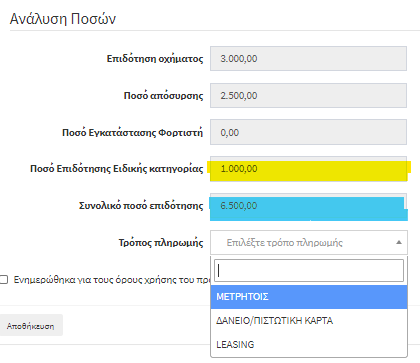 Ανάλυση Ποσών
Επιδότηση οχήματος 3.000,00
Ποσό απόσυρσης 2.500,00
Ποσό Εγκατάστασης Φορτιστή 0,00
Ποσό Επιδότησης Ειδικής κατηγορίας 1.000,00
Συνολικό ποσό επιδότησης 6.500,00
Τρόπος πληρωμής Επιλέξτε τρόπο πληρωμής
Ενημερώθηκα για τους όρους χρήσης του
ΜΕΤΡΗΤΟΙΣ
ΔΑΝΕΙΟ/ΠΙΣΤΩΤΙΚΗ ΚΑΡΤΑ
LEASING
Αποθήκευση